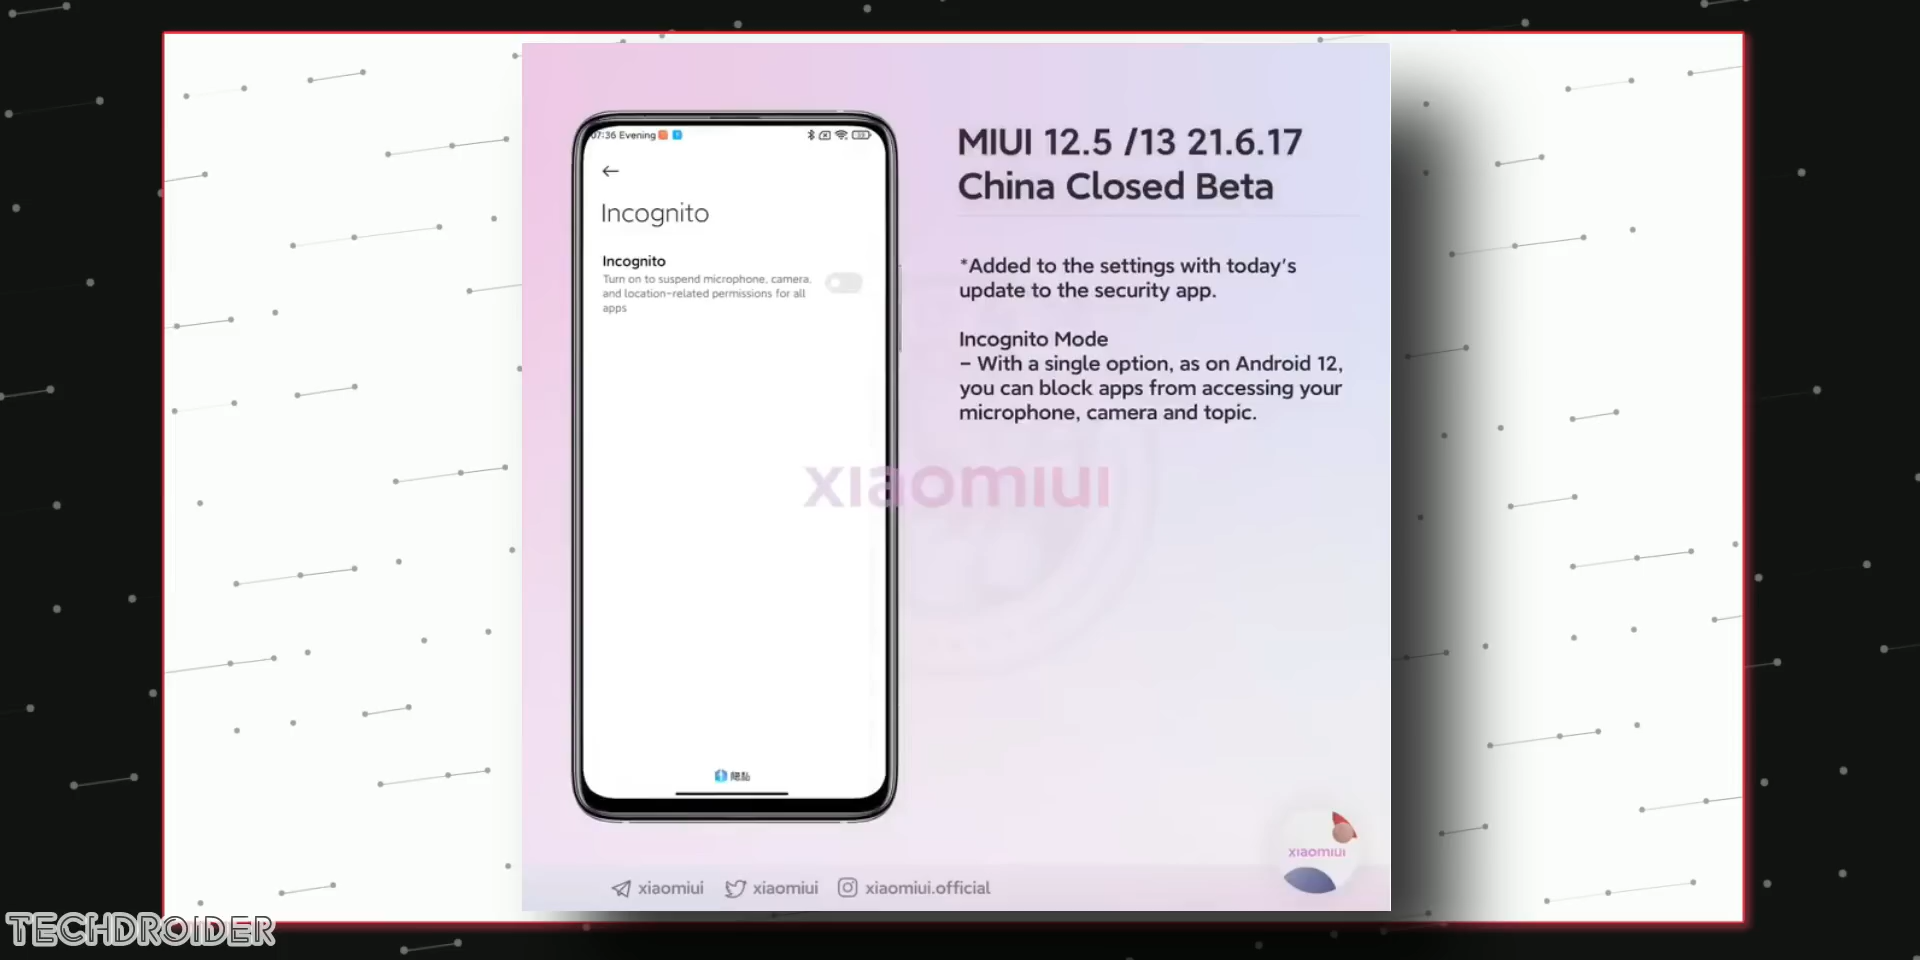 07:36 Evening
Incognito
Incognito
Turn on to suspend microphone, camera,
and location-related permissions for all
apps
MIUI 12.5 /13 21.6.17
China Closed Beta
*Added to the settings with today's
update to the security app.
Incognito Mode
– With a single option, as on Android 12,
you can block apps from accessing your
microphone, camera and topic.
xiaomiui
xiaomiui
xiaomiui xiaomiui xiaomiui.official
TECHDROIDER